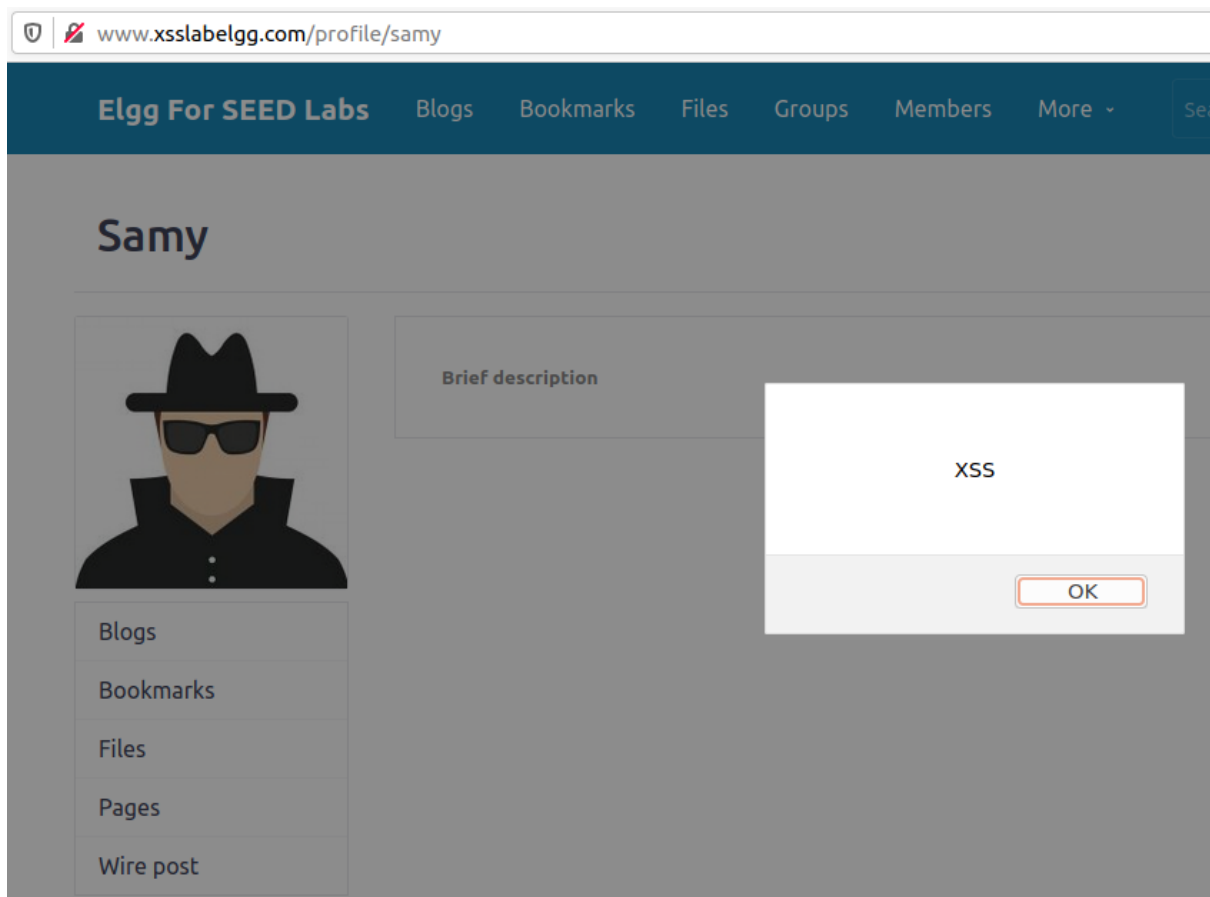 www.xsslabelgg.com/profile/samy
Elgg For SEED Labs Blogs Bookmarks Files Groups Members More
Samy
Brief description
XSS
OK
Blogs
Bookmarks
Files
Pages
Wire post